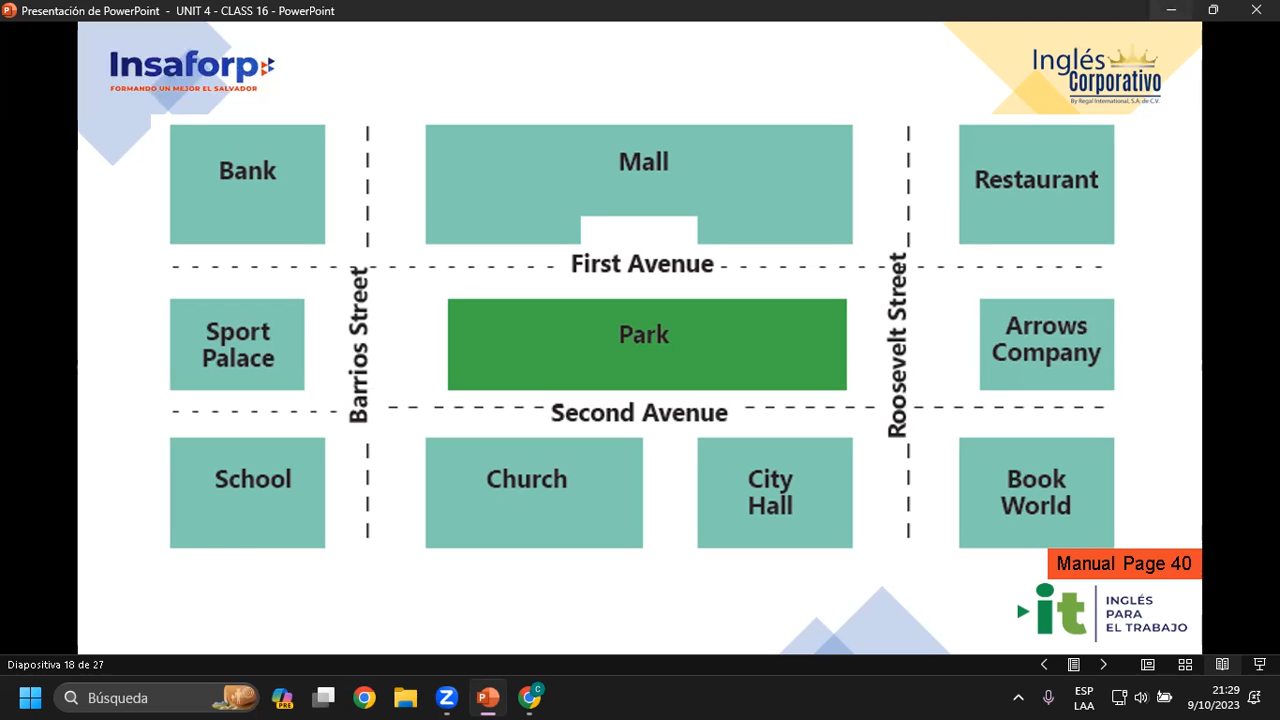 Presentación de PowerPoint - UNIT 4 - CLASS 16 - PowerPoint
Insaforp
FORMANDO UN MEJOR EL SALVADOR
Inglés
Corporativo
By Regal International, S.A. de C.V.
Bank
Mall
Restaurant
First Avenue
Sport
Palace
Barrios Street
Park
Roosevelt Street
Arrows
Company
Second Avenue
School
Church
City
Hall
Book
World
Manual Page 40
it
INGLÉS
PARA
EL TRABAJO
Diapositiva 18 de 27
Búsqueda
PRE
Z
P
C
ESP
LAA
21:29
9/10/2023